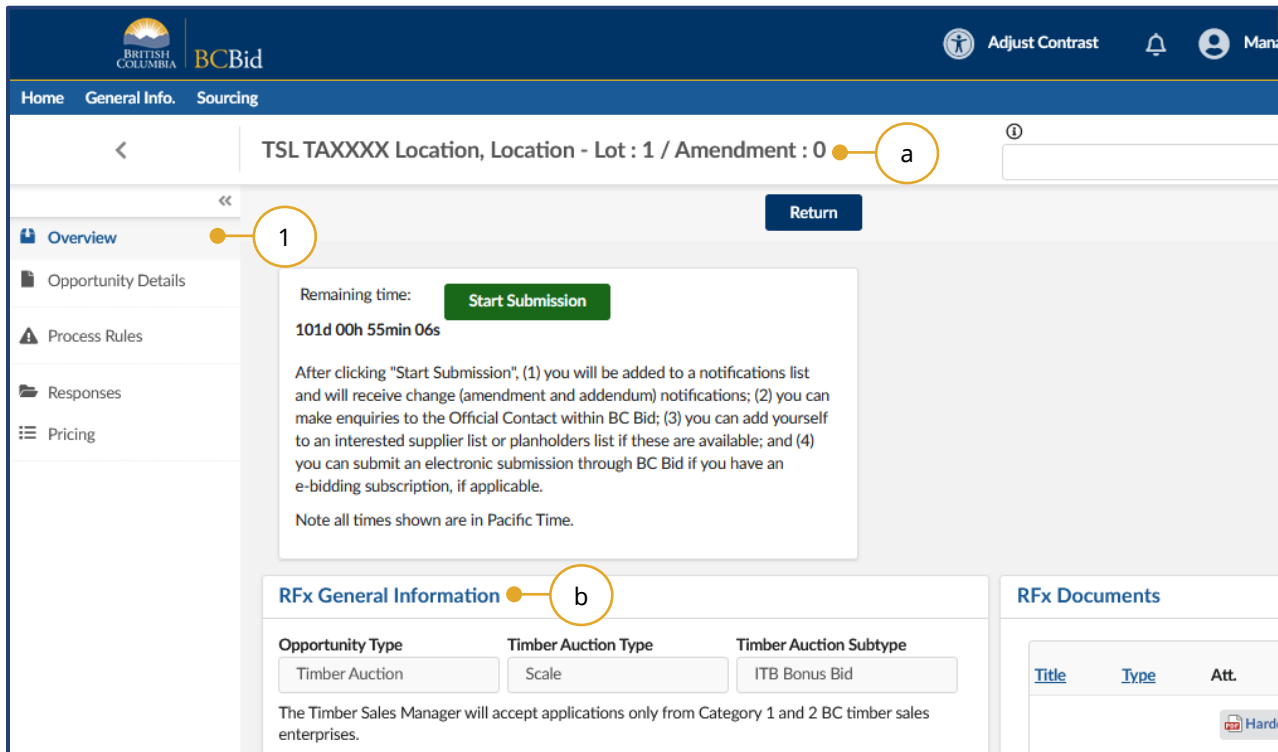 BRITISH
COLUMBIA
BCBid
Adjust Contrast
Home General Info. Sourcing
TSL TAXXXX Location, Location - Lot : 1 / Amendment : 0
a
Return
1
Overview
Opportunity Details
Process Rules
Responses
Pricing
Remaining time:
Start Submission
101d 00h 55min 06s
After clicking "Start Submission", (1) you will be added to a notifications list
and will receive change (amendment and addendum) notifications; (2) you can
make enquiries to the Official Contact within BC Bid; (3) you can add yourself
to an interested supplier list or planholders list if these are available; and (4)
you can submit an electronic submission through BC Bid if you have an
e-bidding subscription, if applicable.
Note all times shown are in Pacific Time.
RFx General Information
b
Opportunity Type Timber Auction Type Timber Auction Subtype
Timber Auction Scale ITB Bonus Bid
The Timber Sales Manager will accept applications only from Category 1 and 2 BC timber sales
enterprises.
RFx Documents
Title Type Att.
PDF